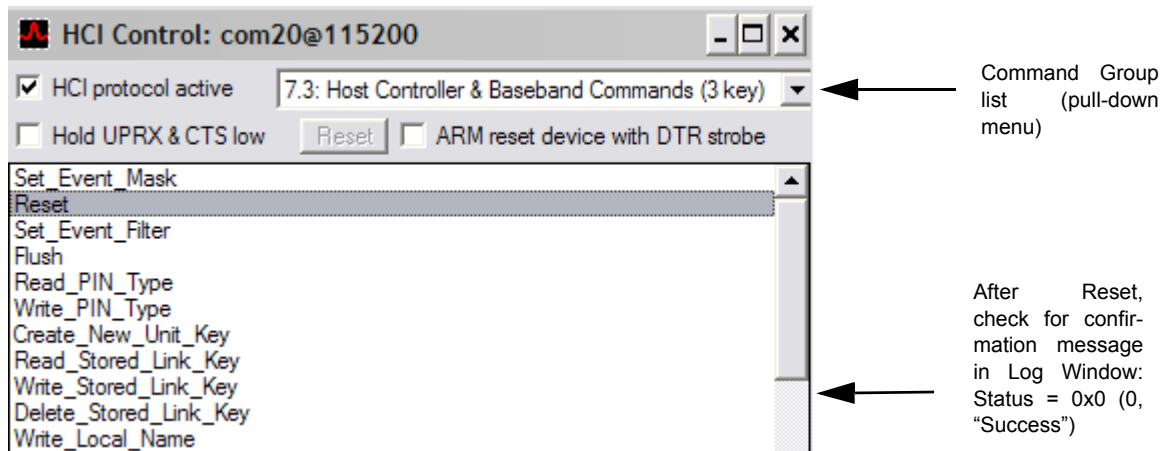 HCI Control: com20@115200
HCI protocol active
7.3: Host Controller & Baseband Commands (3 key)
Hold UPRX & CTS low
Reset
ARM reset device with DTR strobe
Set_Event_Mask
Reset
Set_Event_Filter
Flush
Read_PIN_Type
Write_PIN_Type
Create_New_Unit_Key
Read_Stored_Link_Key
Write_Stored_Link_Key
Delete_Stored_Link_Key
Write_Local_Name
Command Group
list (pull-down
menu)
After Reset,
check for confir-
mation message
in Log Window:
Status = 0x0 (0,
“Success”)